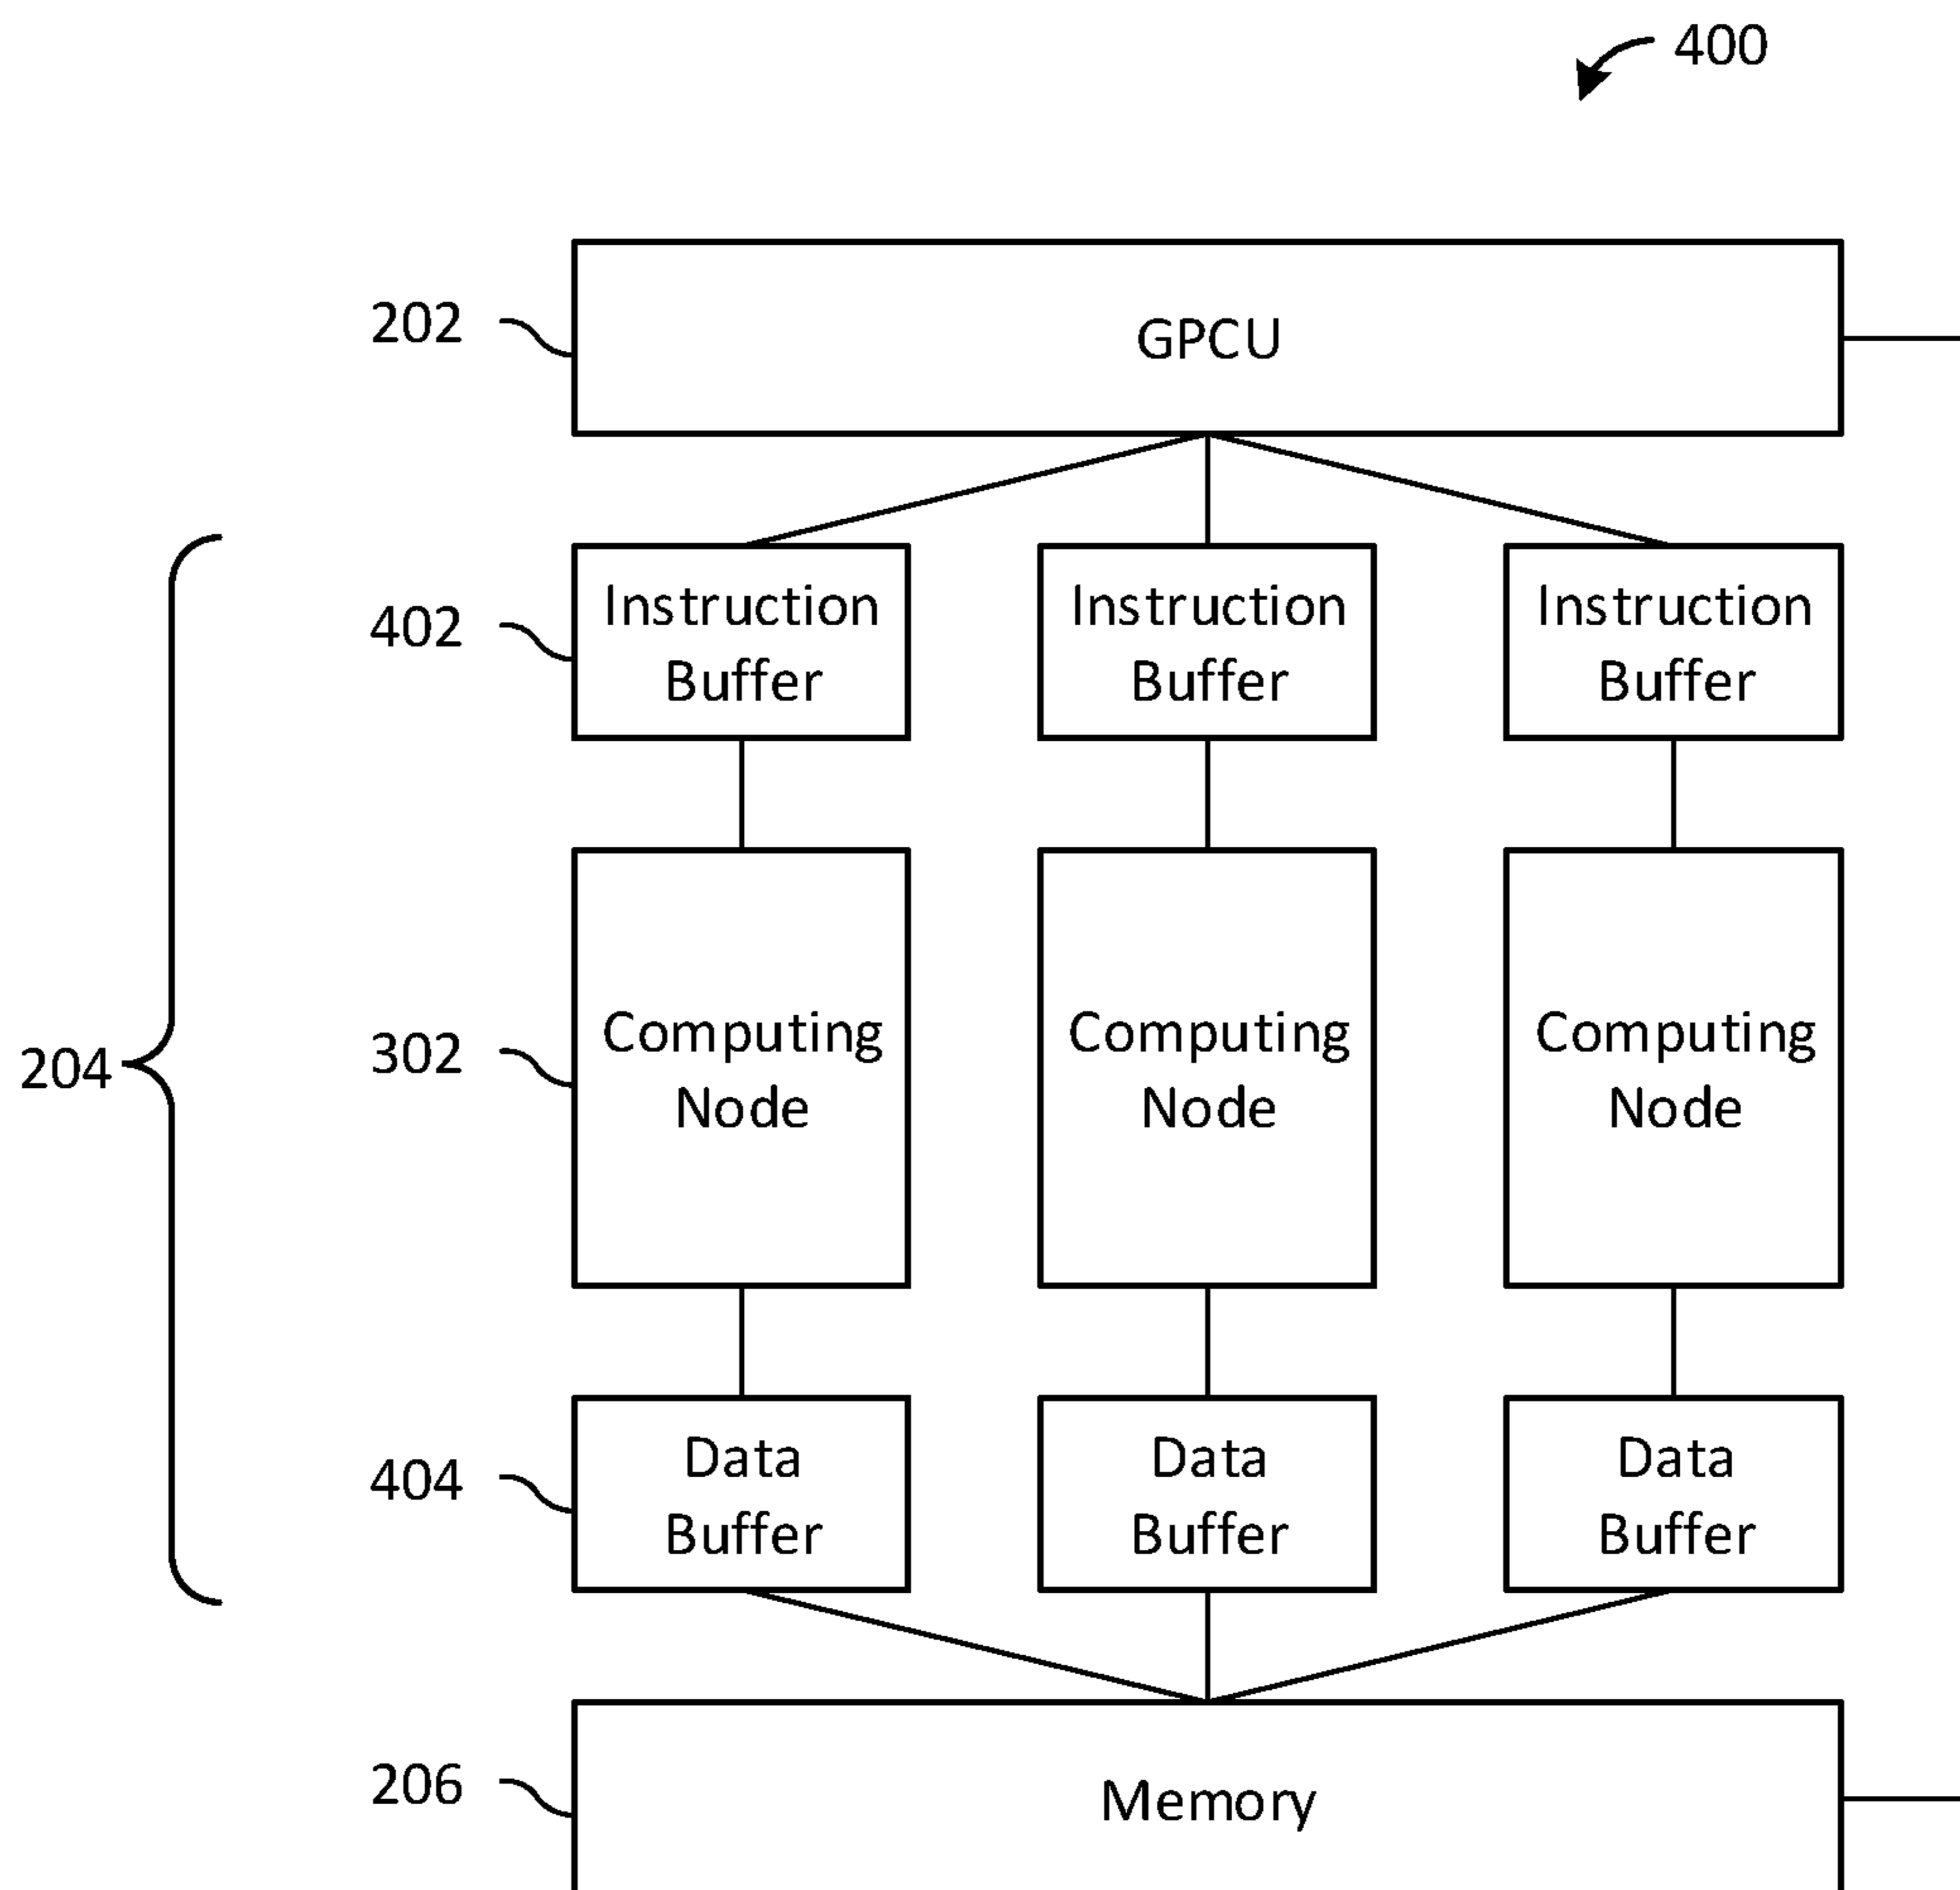 400
202
GPCU
402
Instruction Instruction Instruction
Buffer Buffer Buffer
204
302
Computing Computing Computing
Node Node Node
404
Data Data Data
Buffer Buffer Buffer
206
Memory